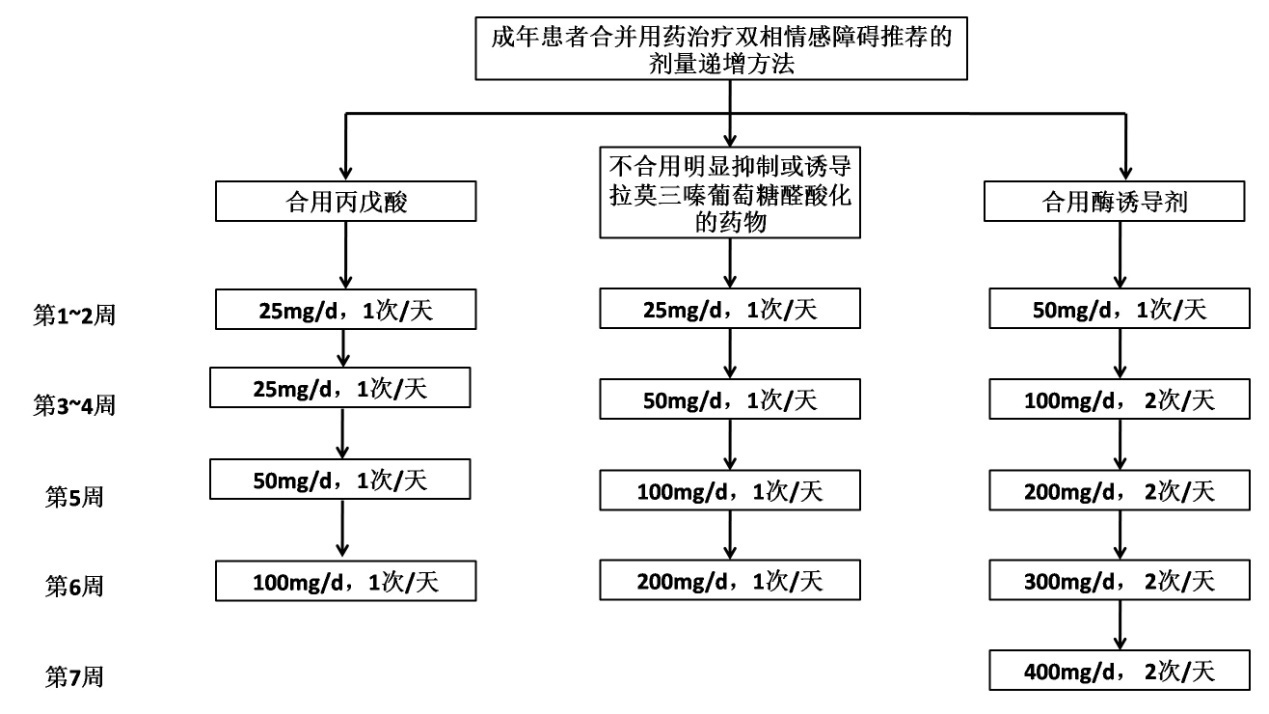 成年患者合并用药治疗双相情感障碍推荐的
剂量递增方法
合用丙戊酸
不合用明显抑制或诱导
拉莫三嗪葡萄糖醛酸化
的药物
合用酶诱导剂
第1~2周
25mg/d，1次/天
25mg/d，1次/天
50mg/d，1次/天
第3~4周
25mg/d，1次/天
50mg/d，1次/天
100mg/d， 2次/天
第5周
50mg/d，1次/天
100mg/d，1次/天
200mg/d， 2次/天
第6周
100mg/d，1次/天
200mg/d，1次/天
300mg/d， 2次/天
第7周
400mg/d， 2次/天